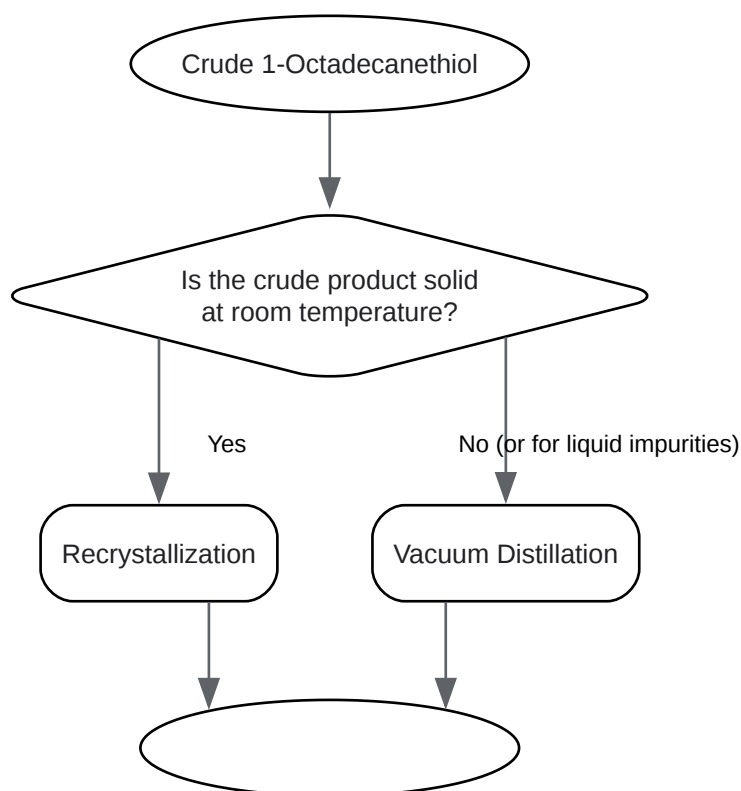 Crude 1-Octadecanethiol
Is the crude product solid
at room temperature?
Yes
No (or for liquid impurities)
Recrystallization
Vacuum Distillation